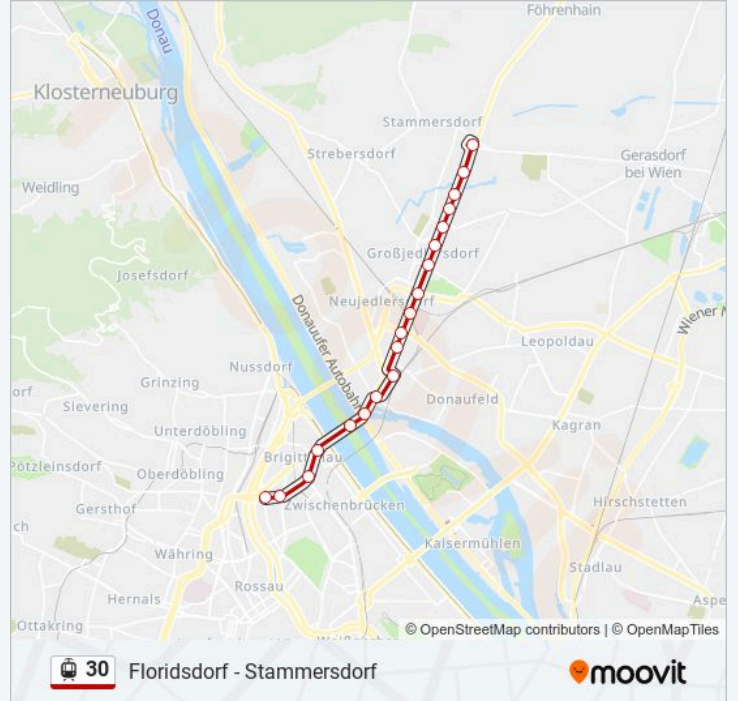 Föhrenhain
Donau
Klosterneuburg
Stammersdorf
Strebersdorf
Gerasdorf
bei Wien
Weidling
Großjedlersdorf
Josefsdorf
Neujedlersdorf
Donauufer Autobahn
Wiener
Leopoldau
Nussdorf
Grinzing
Sievering
Donaufeld
Kagran
Unterdöbling
Brigittenau
Pötzleinsdorf
Oberdöbling
Gersthof
Zwischenbrücken
Hirschstetten
Kaisermühlen
Währing
Stadlau
Rossau
Hernals
Aspe
Ottakring
© OpenStreetMap contributors | © OpenMapTiles
30 Floridsdorf - Stammersdorf
moovit